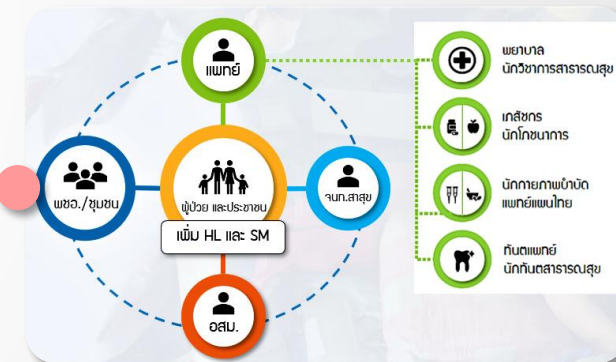 แพทย์
พชอ./ชุมชน
ผู้ป่วย และประชาชน
เพิ่ม HL และ SM
จนท.สาสุข
อสม.
พยาบาล
นักวิชาการสาธารณสุข
เภสัชกร
นักโภชนาการ
นักกายภาพบำบัด
แพทย์แผนไทย
ทันตแพทย์
นักทันตสาธารณสุข